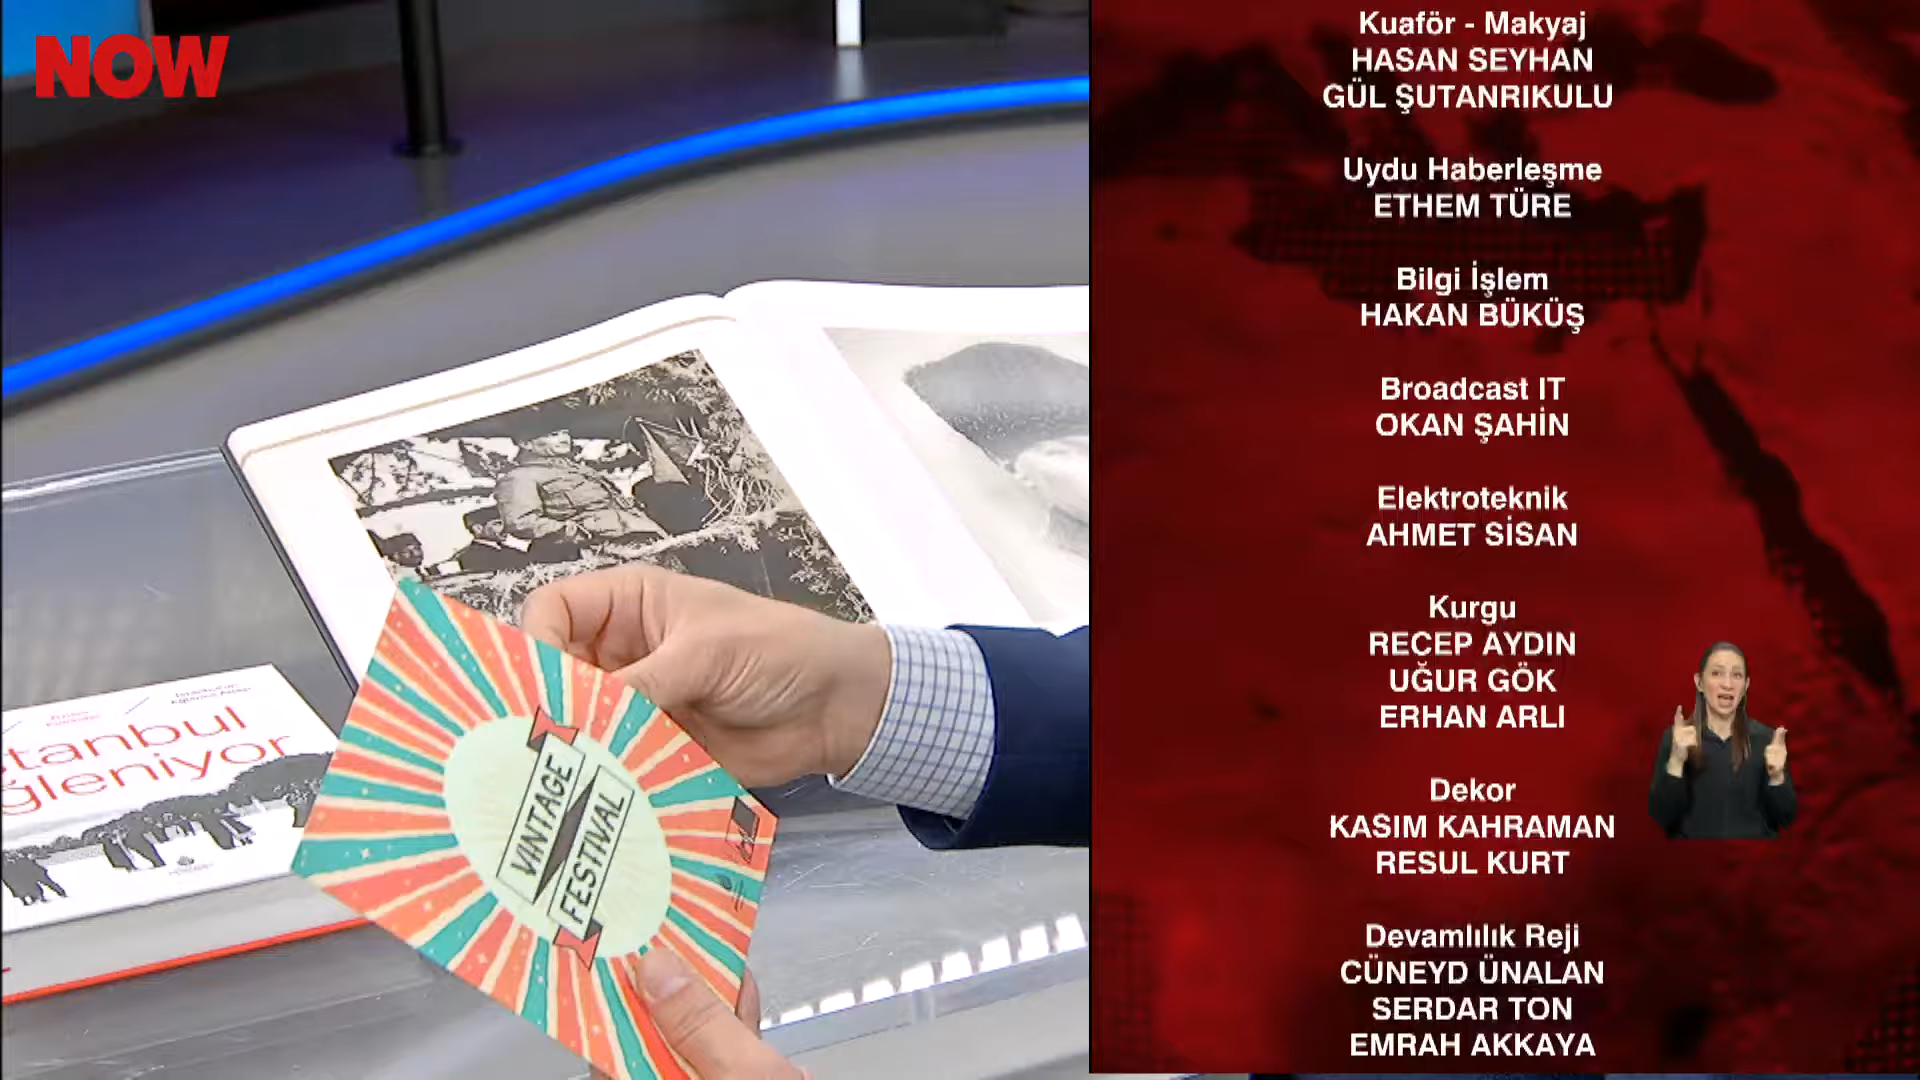 NOW
VINTAGE
FESTIVAL
tanbul
ğleniyor
Kuaför - Makyaj
HASAN SEYHAN
GÜL ŞUTANRIKULU
Uydu Haberleşme
ETHEM TÜRE
Bilgi İşlem
HAKAN BÜKÜŞ
Broadcast IT
OKAN ŞAHİN
Elektroteknik
AHMET SİSAN
Kurgu
RECEP AYDIN
UĞUR GÖK
ERHAN ARLI
Dekor
KASIM KAHRAMAN
RESUL KURT
Devamlılık Reji
CÜNEYD ÜNALAN
SERDAR TON
EMRAH AKKAYA